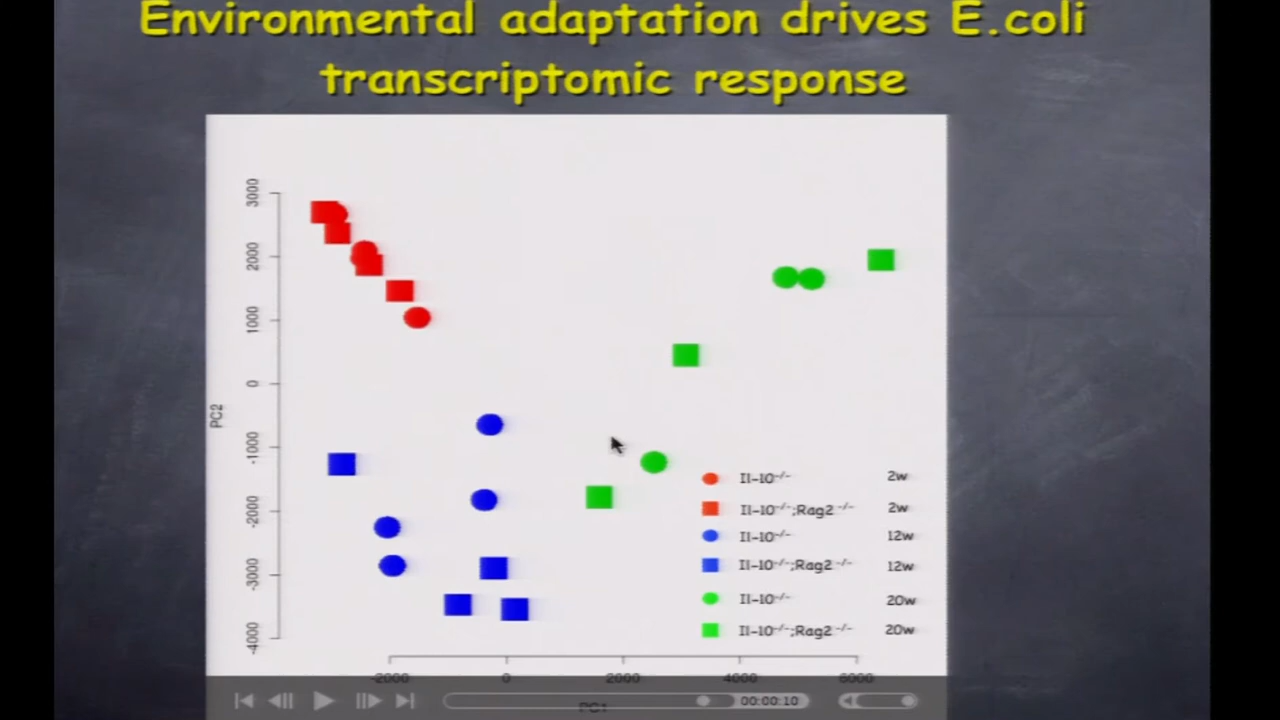 Environmental adaptation drives E.coli
transcriptomic response
3000
2000
1000
0
-1000
-2000
-3000
-4000
PC2
Il-10-/- 2w
Il-10-/-;Rag2-/- 2w
Il-10-/- 12w
Il-10-/-;Rag2-/- 12w
Il-10-/- 20w
Il-10-/-;Rag2-/- 20w
-2000 0 2000 4000 6000
00:00:10
PC1